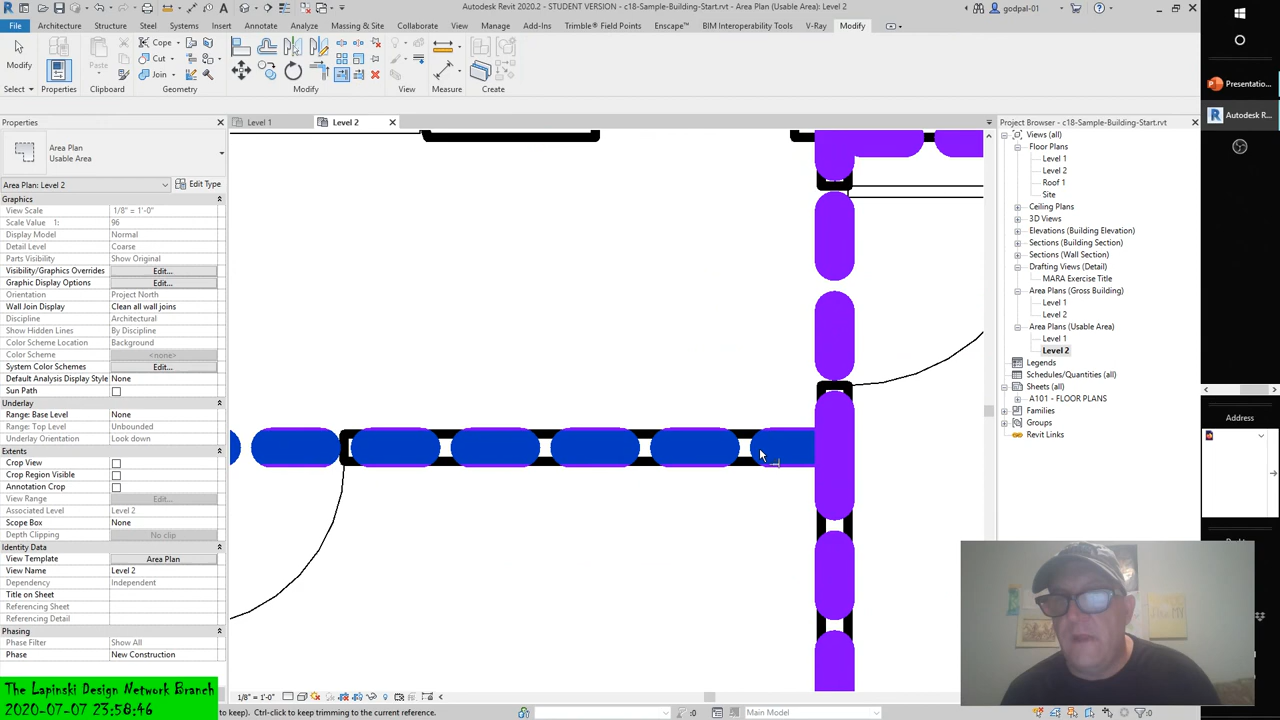 Autodesk Revit 2020.2 - STUDENT VERSION - c18-Sample-Building-Start.rvt - Area Plan (Usable Area): Level 2
godpal-01
File Architecture Structure Steel Systems Insert Annotate Analyze Massing & Site Collaborate View Manage Add-Ins Trimble® Field Points Enscape™ BIM Interoperability Tools V-Ray Modify
Modify
Properties
Paste
Cope
Cut
Join
Select
Properties
Clipboard
Geometry
Modify
View
Measure
Create
Properties
Level 1
Level 2
Project Browser - c18-Sample-Building-Start.rvt
Area Plan
Usable Area
Area Plan: Level 2
Edit Type
Graphics
View Scale 1/8" = 1'-0"
Scale Value 1: 96
Display Model Normal
Detail Level Coarse
Parts Visibility Show Original
Visibility/Graphics Overrides Edit...
Graphic Display Options Edit...
Orientation Project North
Wall Join Display Clean all wall joins
Discipline Architectural
Show Hidden Lines By Discipline
Color Scheme Location Background
Color Scheme <none>
System Color Schemes Edit...
Default Analysis Display Style None
Sun Path
Underlay
Range: Base Level None
Range: Top Level Unbounded
Underlay Orientation Look down
Extents
Crop View
Crop Region Visible
Annotation Crop
View Range Edit...
Associated Level Level 2
Scope Box None
Depth Clipping No clip
Identity Data
View Template Area Plan
View Name Level 2
Dependency Independent
Title on Sheet
Referencing Sheet
Referencing Detail
Phasing
Phase Filter Show All
Phase New Construction
Views (all)
Floor Plans
Level 1
Level 2
Roof 1
Site
Ceiling Plans
3D Views
Elevations (Building Elevation)
Sections (Building Section)
Sections (Wall Section)
Drafting Views (Detail)
MARA Exercise Title
Area Plans (Gross Building)
Level 1
Level 2
Area Plans (Usable Area)
Level 1
Level 2
Legends
Schedules/Quantities (all)
Sheets (all)
A101 - FLOOR PLANS
Families
Groups
Revit Links
Presentatio...
Autodesk R...
Address
The Lapinski Design Network Branch
2020-07-07 23:58:46
1/8" = 1'-0"
to keep). Ctrl-click to keep trimming to the current reference.
:0
Main Model
:0